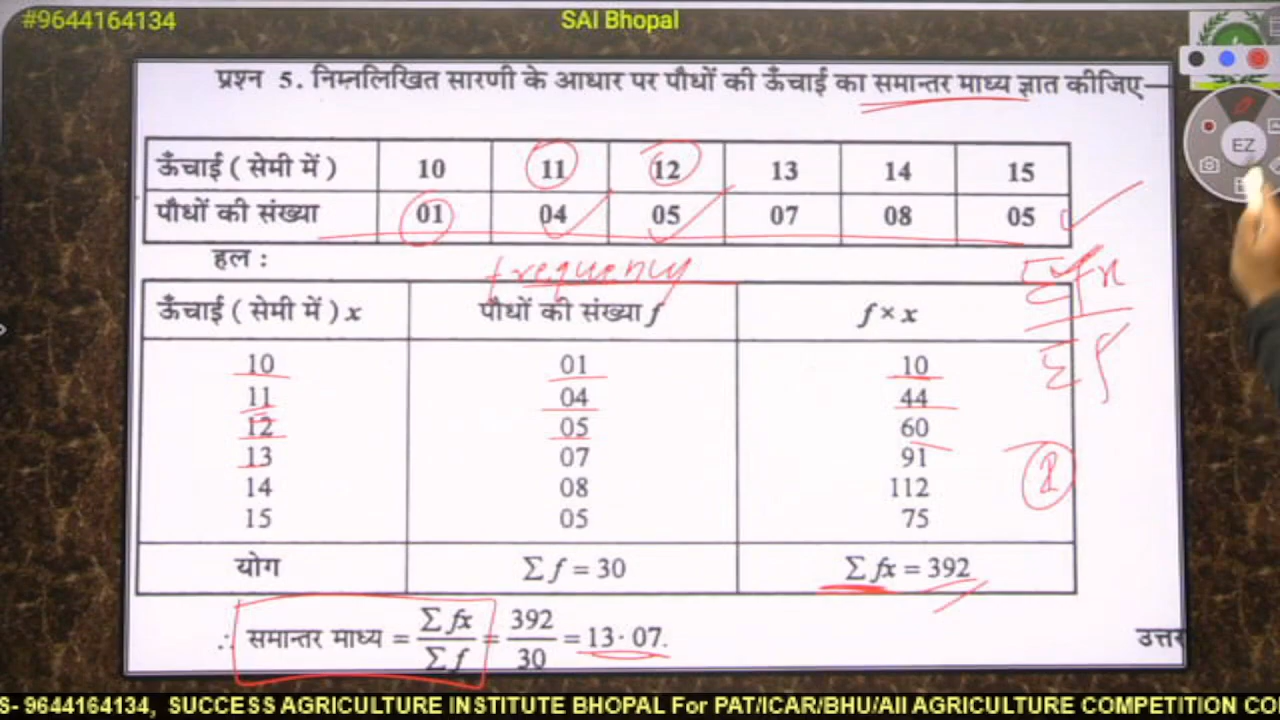 #9644164134 SAI Bhopal
प्रश्न 5. निम्नलिखित सारणी के आधार पर पौधों की ऊँचाई का समान्तर माध्य ज्ञात कीजिए—
ऊँचाई ( सेमी में ) 10 11 12 13 14 15
पौधों की संख्या 01 04 05 07 08 05
हल :
frequency
ऊँचाई ( सेमी में ) x पौधों की संख्या f f × x
Σfx
Σf
10 01 10
11 04 44
12 05 60
13 07 91
14 08 112
15 05 75
योग Σ f = 30 Σ fx = 392
∴ समान्तर माध्य = Σ fx / Σ f = 392 / 30 = 13·07. उत्तर
EZ
S- 9644164134, SUCCESS AGRICULTURE INSTITUTE BHOPAL For PAT/ICAR/BHU/All AGRICULTURE COMPETITION CO